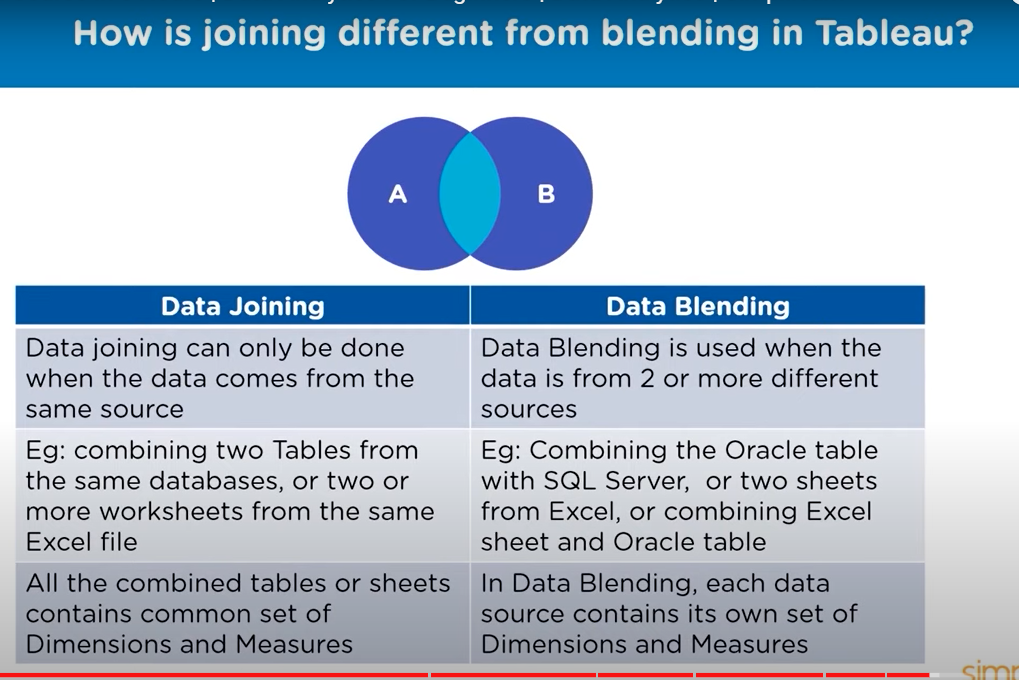 How is joining different from blending in Tableau?
A
B
Data Joining
Data Blending
Data joining can only be done
when the data comes from the
same source
Data Blending is used when the
data is from 2 or more different
sources
Eg: combining two Tables from
the same databases, or two or
more worksheets from the same
Excel file
Eg: Combining the Oracle table
with SQL Server, or two sheets
from Excel, or combining Excel
sheet and Oracle table
All the combined tables or sheets
contains common set of
Dimensions and Measures
In Data Blending, each data
source contains its own set of
Dimensions and Measures